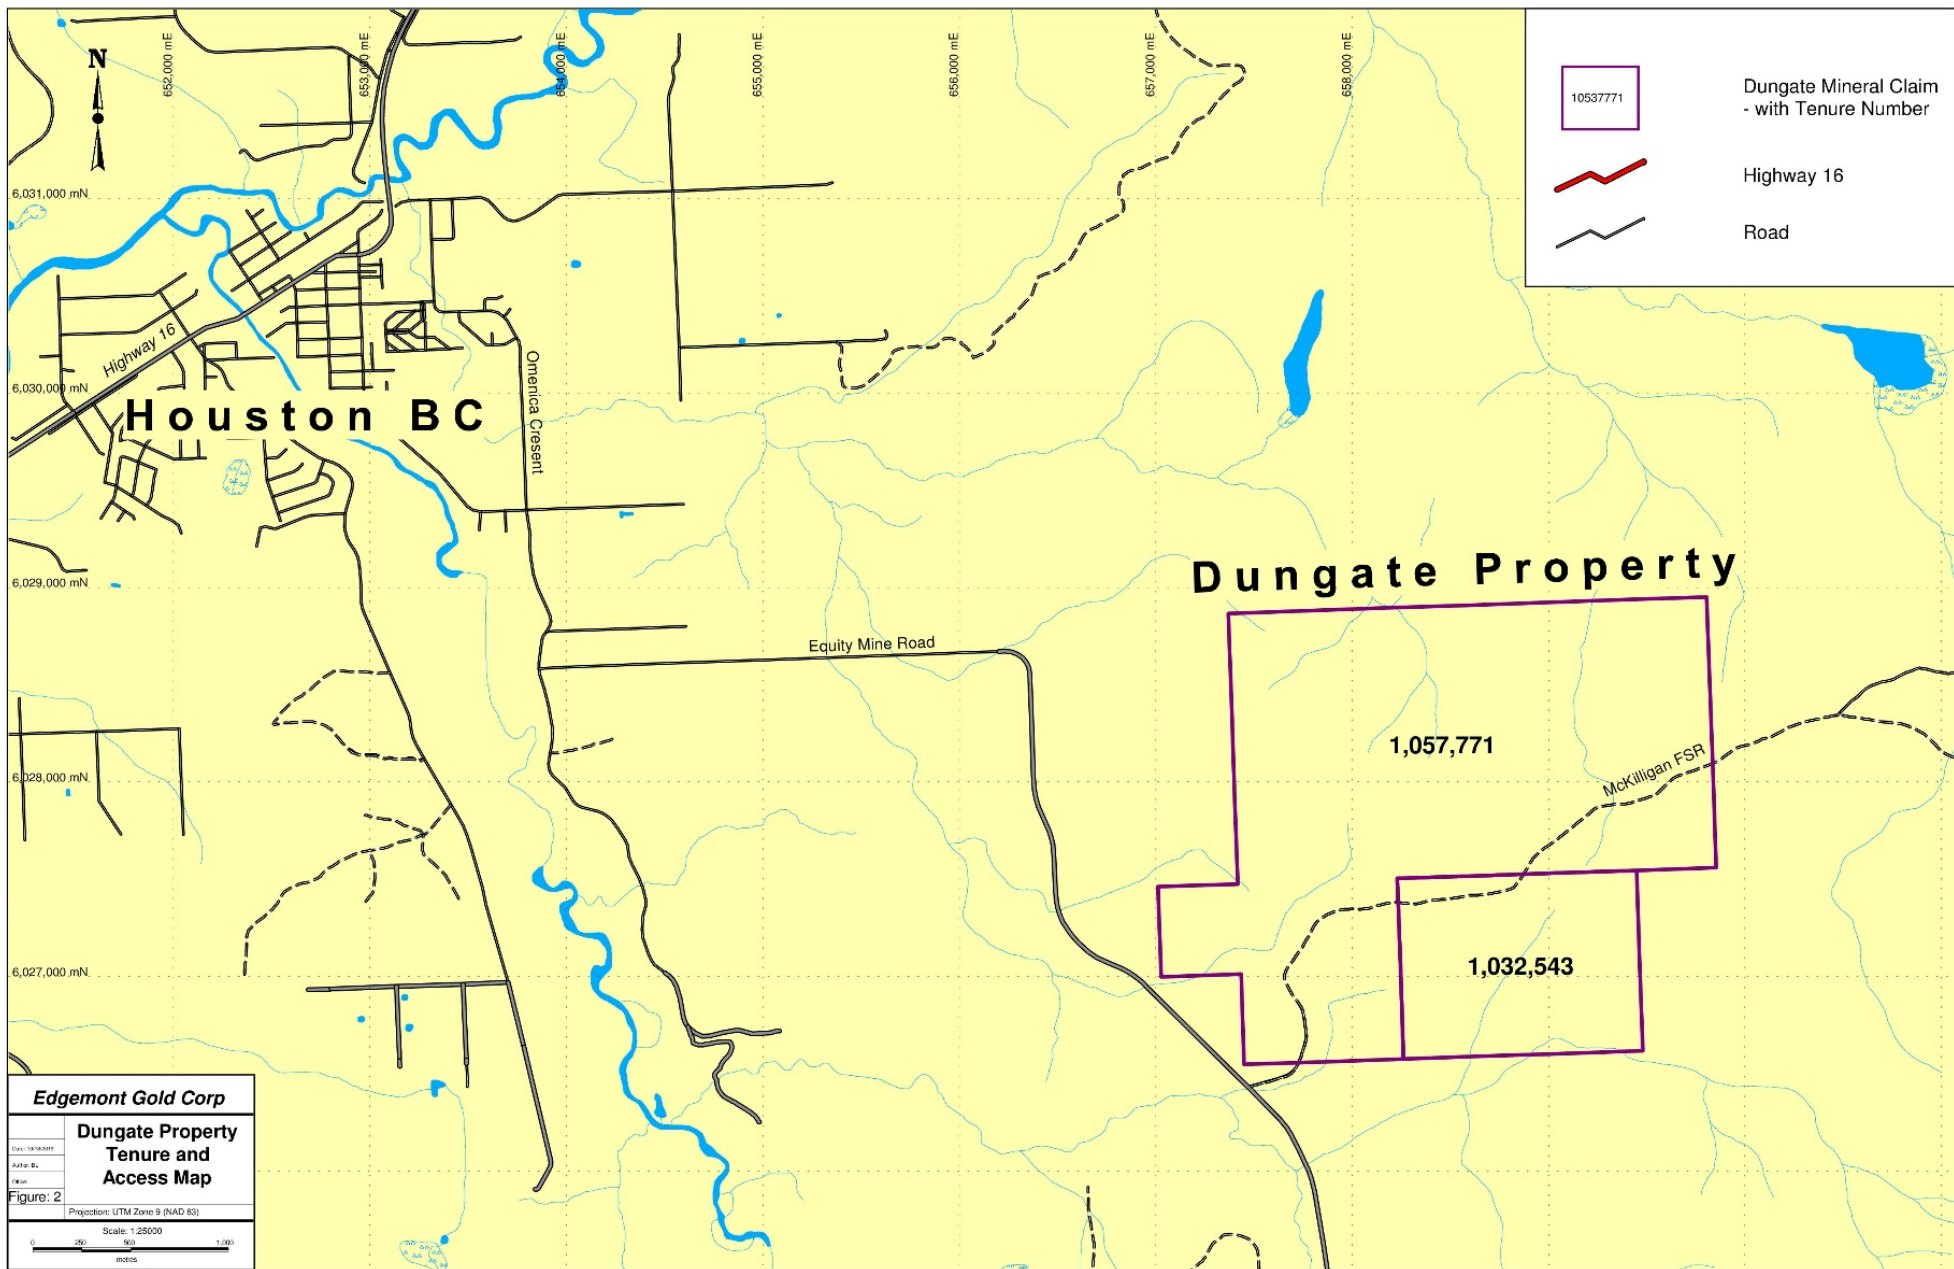 N
652,000 mE
653,000 mE
654,000 mE
655,000 mE
656,000 mE
657,000 mE
658,000 mE
10537771
Dungate Mineral Claim
- with Tenure Number
Highway 16
Road
6,031,000 mN
Highway 16
6,030,000 mN
Houston BC
Omenica Cresent
6,029,000 mN
Dungate Property
Equity Mine Road
1,057,771
McKilligan FSR
6,028,000 mN
6,027,000 mN
1,032,543
Edgemont Gold Corp
Dungate Property
Tenure and
Access Map
Author: BL
Office:
Figure: 2
Projection: UTM Zone 9 (NAD 83)
Scale: 1:25000
0 250 500 1,000
metres